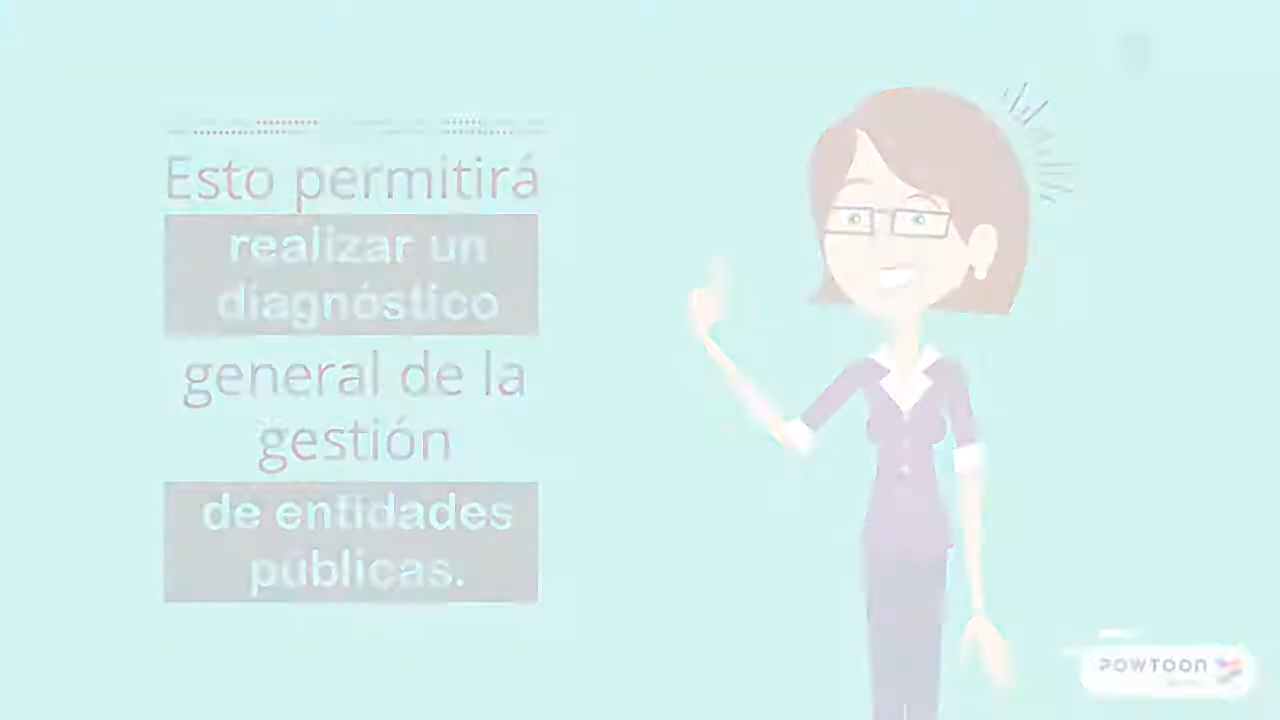 Esto permitirá
realizar un
diagnóstico
general de la
gestión
de entidades
públicas.
POWTOON